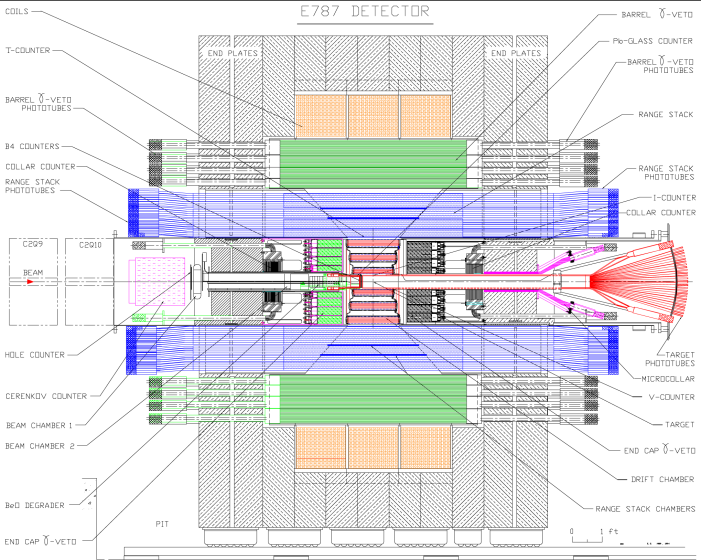 E787 DETECTOR
COILS
T-COUNTER
BARREL γ-VETO
PHOTOTUBES
B4 COUNTERS
COLLAR COUNTER
RANGE STACK
PHOTOTUBES
C2Q9
C2Q10
BEAM
HOLE COUNTER
CERENKOV COUNTER
BEAM CHAMBER 1
BEAM CHAMBER 2
BeO DEGRADER
END CAP γ-VETO
PIT
END PLATES
END PLATES
BARREL γ-VETO
Pb-GLASS COUNTER
BARREL γ-VETO
PHOTOTUBES
RANGE STACK
RANGE STACK
PHOTOTUBES
I-COUNTER
COLLAR COUNTER
TARGET
PHOTOTUBES
MICROCOLLAR
V-COUNTER
TARGET
END CAP γ-VETO
DRIFT CHAMBER
RANGE STACK CHAMBERS
0 1 ft